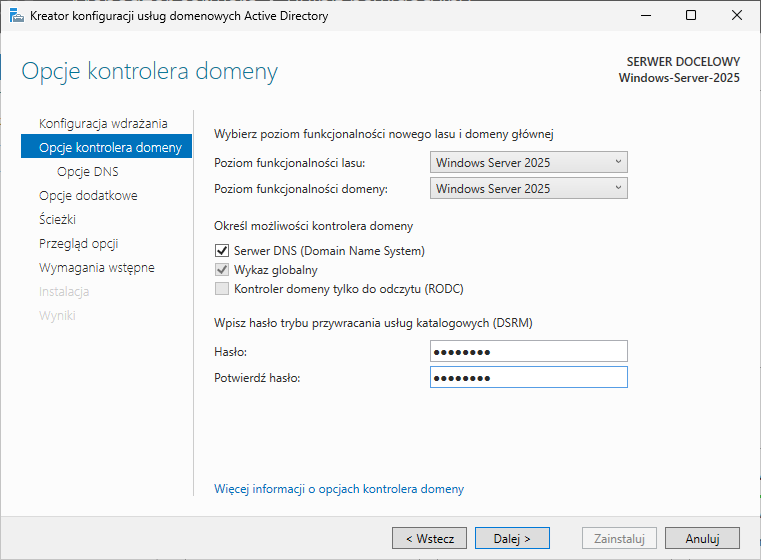 Kreator konfiguracji usług domenowych Active Directory
Opcje kontrolera domeny
SERWER DOCELOWY
Windows-Server-2025
Konfiguracja wdrażania
Opcje kontrolera domeny
Opcje DNS
Opcje dodatkowe
Ścieżki
Przegląd opcji
Wymagania wstępne
Instalacja
Wyniki
Wybierz poziom funkcjonalności nowego lasu i domeny głównej
Poziom funkcjonalności lasu: Windows Server 2025
Poziom funkcjonalności domeny: Windows Server 2025
Określ możliwości kontrolera domeny
Serwer DNS (Domain Name System)
Wykaz globalny
Kontroler domeny tylko do odczytu (RODC)
Wpisz hasło trybu przywracania usług katalogowych (DSRM)
Hasło: ●●●●●●●●
Potwierdź hasło: ●●●●●●●●
Więcej informacji o opcjach kontrolera domeny
< Wstecz Dalej > Zainstaluj Anuluj